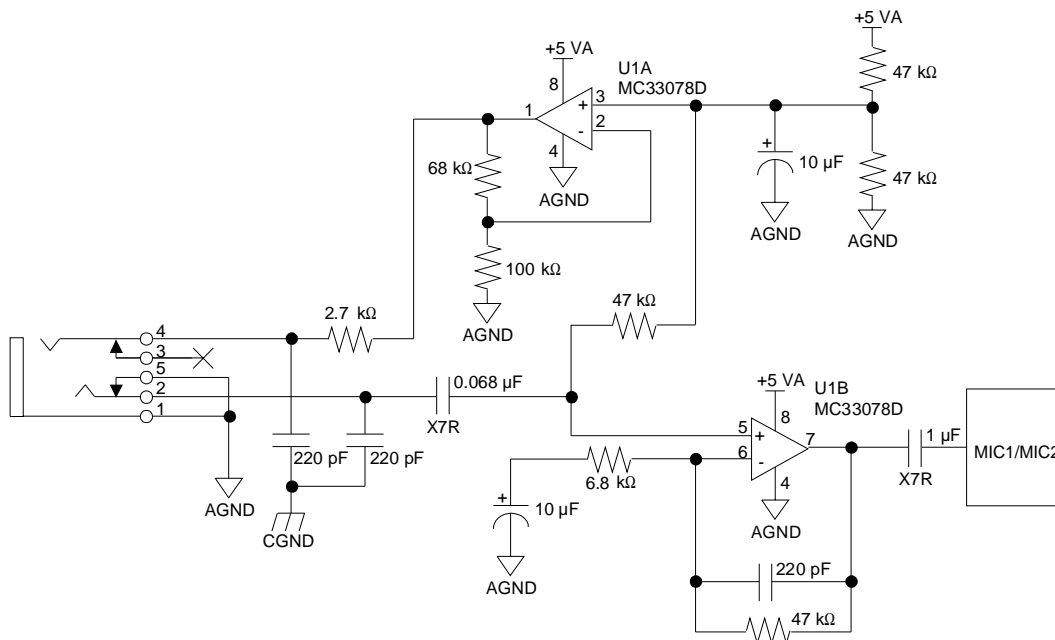 +5 VA
47 kΩ
+5 VA
U1A
MC33078D
8
1
3
+
2
-
4
AGND
68 kΩ
10 µF
+
47 kΩ
AGND
AGND
100 kΩ
AGND
2.7 kΩ
47 kΩ
4
3
5
2
1
0.068 µF
X7R
+5 VA
U1B
MC33078D
8
5
+
6
-
7
4
AGND
1 µF
X7R
MIC1/MIC2
220 pF
220 pF
AGND
CGND
6.8 kΩ
+
10 µF
AGND
220 pF
47 kΩ